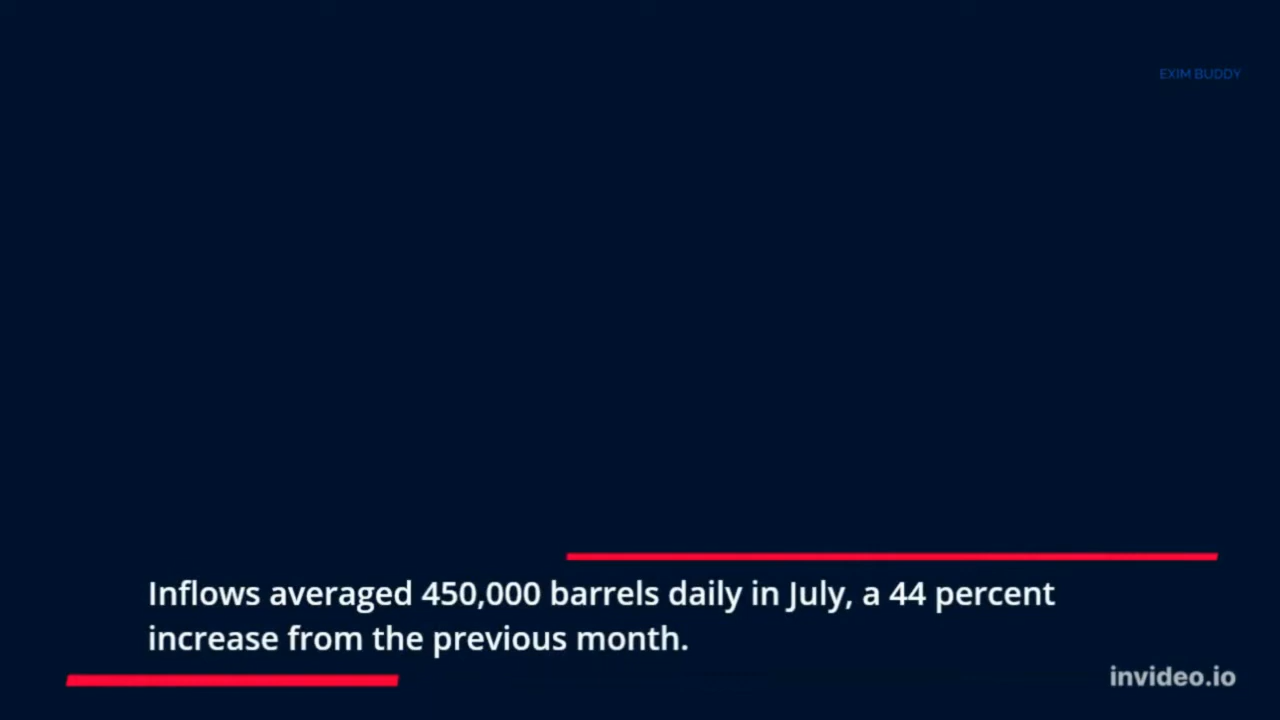 EXIM BUDDY
Inflows averaged 450,000 barrels daily in July, a 44 percent
increase from the previous month.
invideo.io